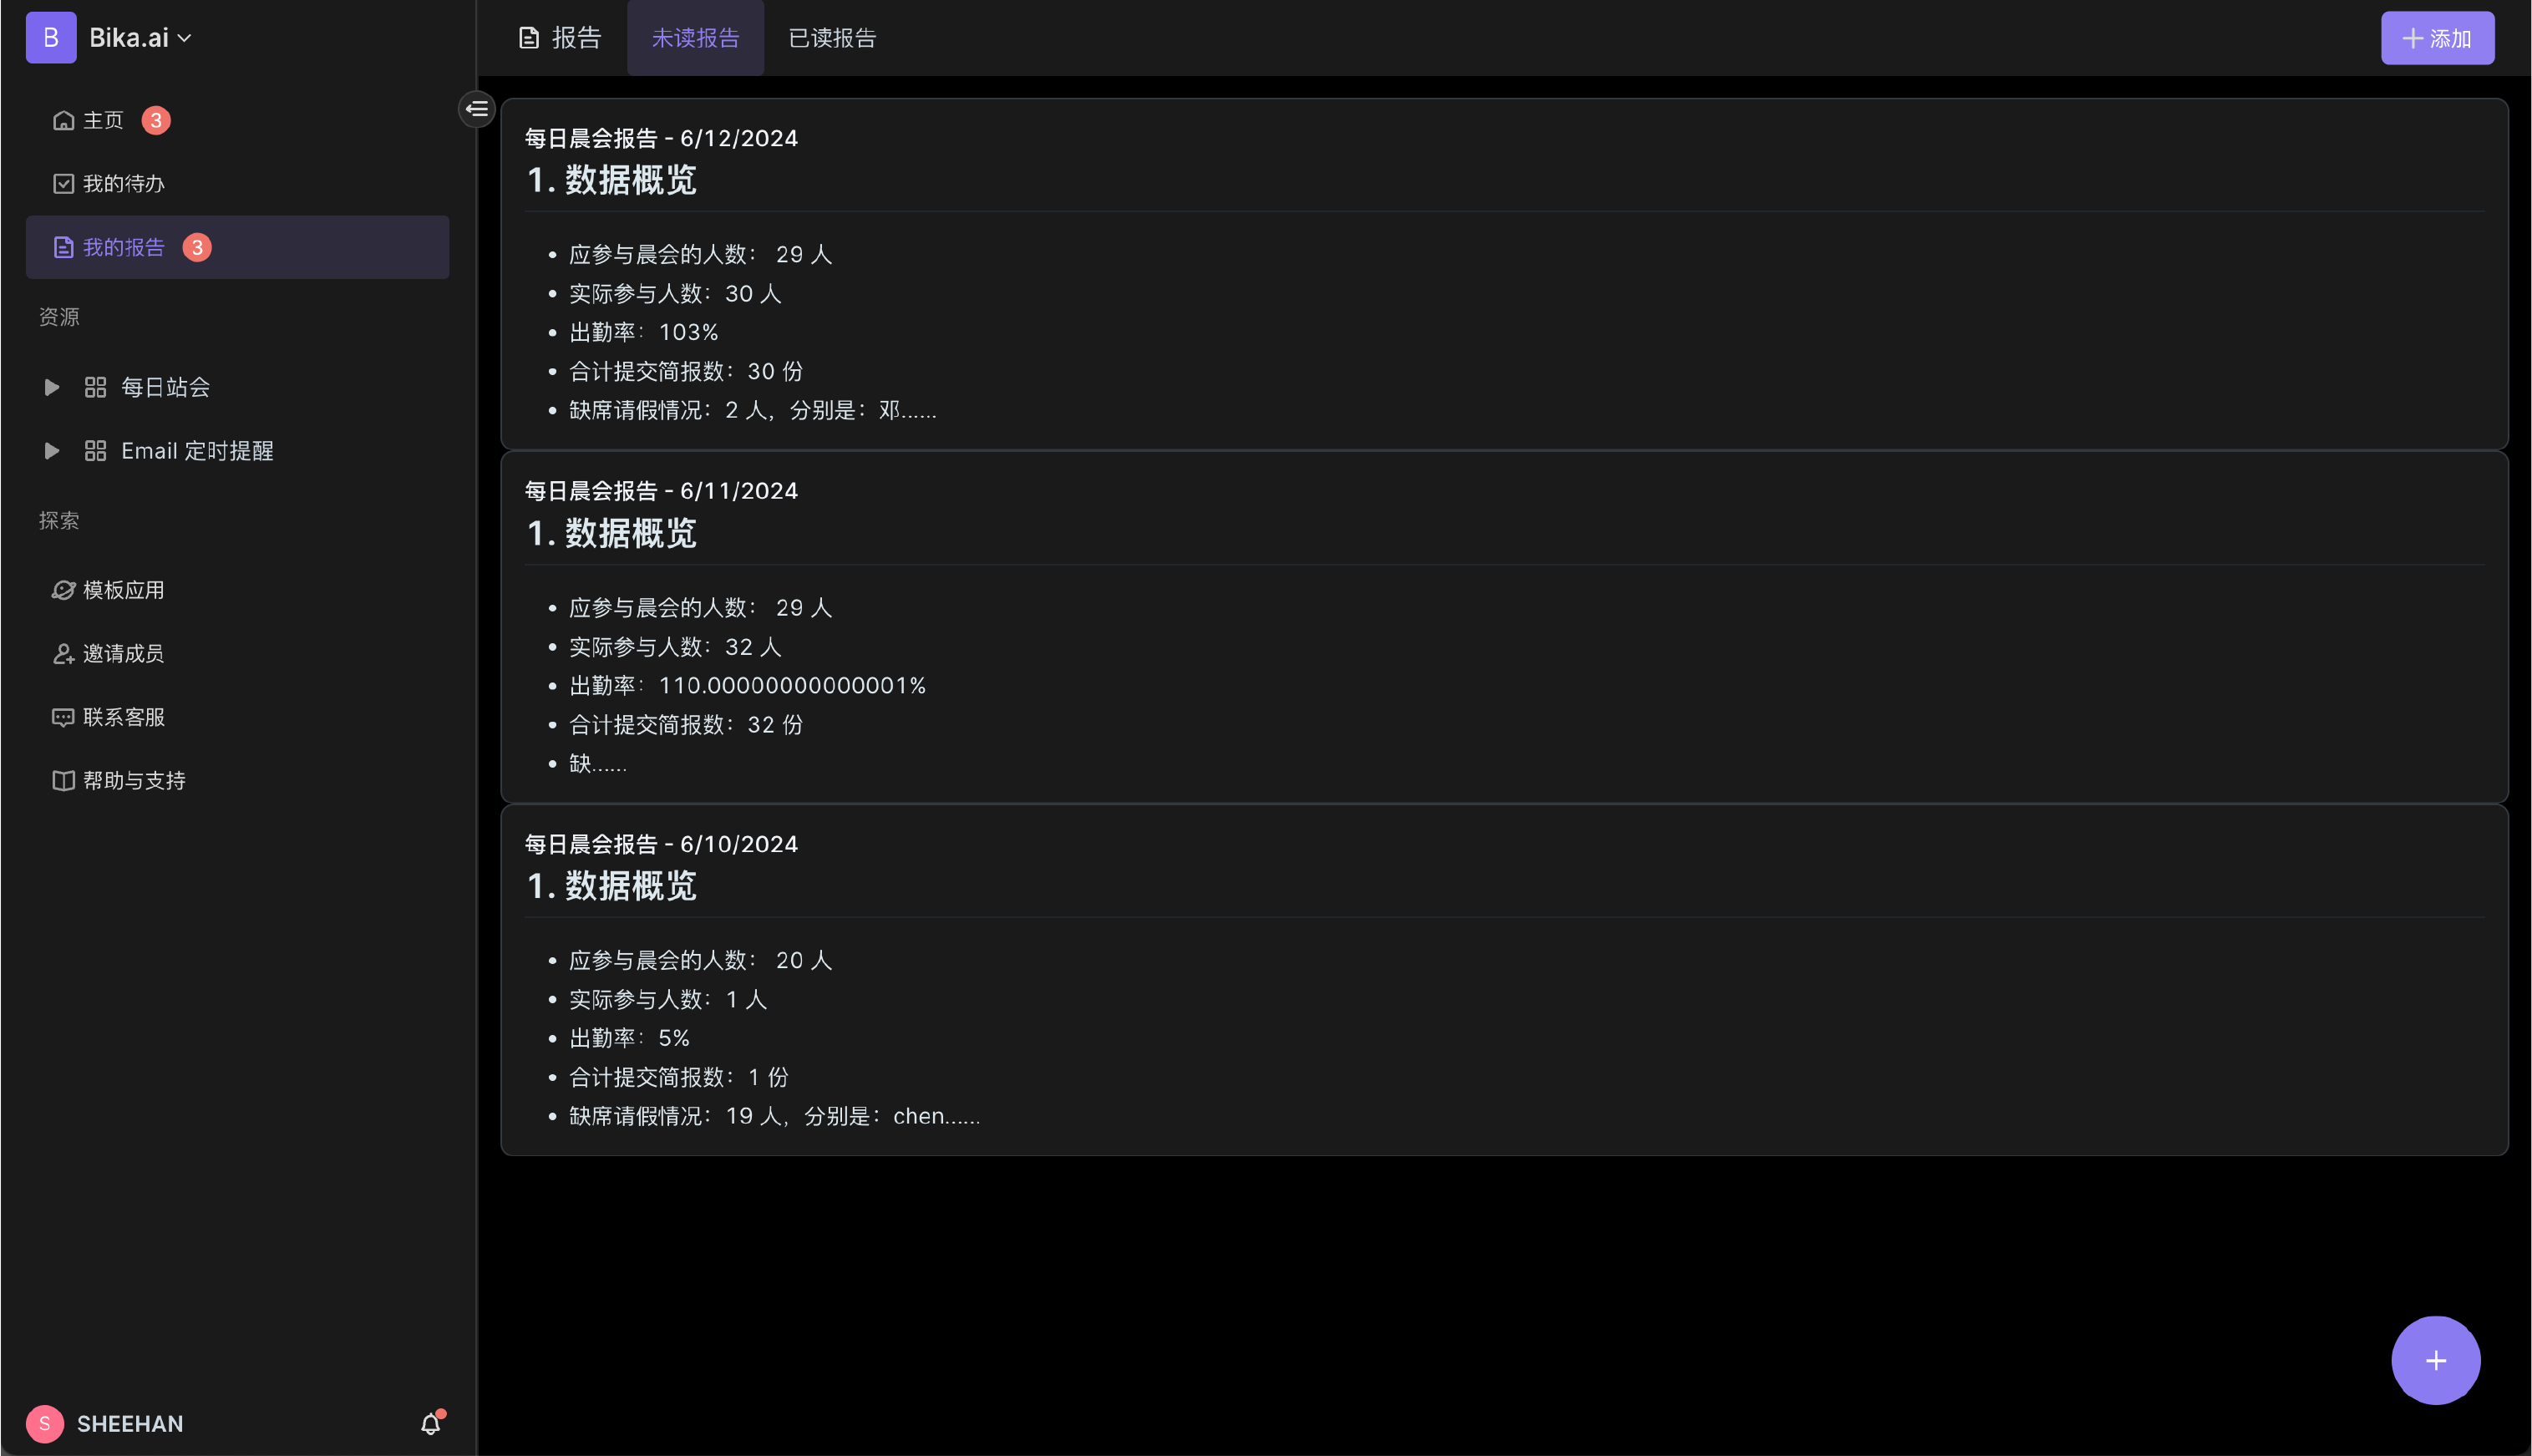 B Bika.ai
主页 3
我的待办
我的报告 3
资源
每日站会
Email 定时提醒
探索
模板应用
邀请成员
联系客服
帮助与支持
S SHEEHAN
报告 未读报告 已读报告
添加
每日晨会报告 - 6/12/2024
1. 数据概览
• 应参与晨会的人数： 29 人
• 实际参与人数：30 人
• 出勤率：103%
• 合计提交简报数：30 份
• 缺席请假情况：2 人，分别是：邓......
每日晨会报告 - 6/11/2024
1. 数据概览
• 应参与晨会的人数： 29 人
• 实际参与人数：32 人
• 出勤率：110.00000000000001%
• 合计提交简报数：32 份
• 缺......
每日晨会报告 - 6/10/2024
1. 数据概览
• 应参与晨会的人数： 20 人
• 实际参与人数：1 人
• 出勤率：5%
• 合计提交简报数：1 份
• 缺席请假情况：19 人，分别是：chen......